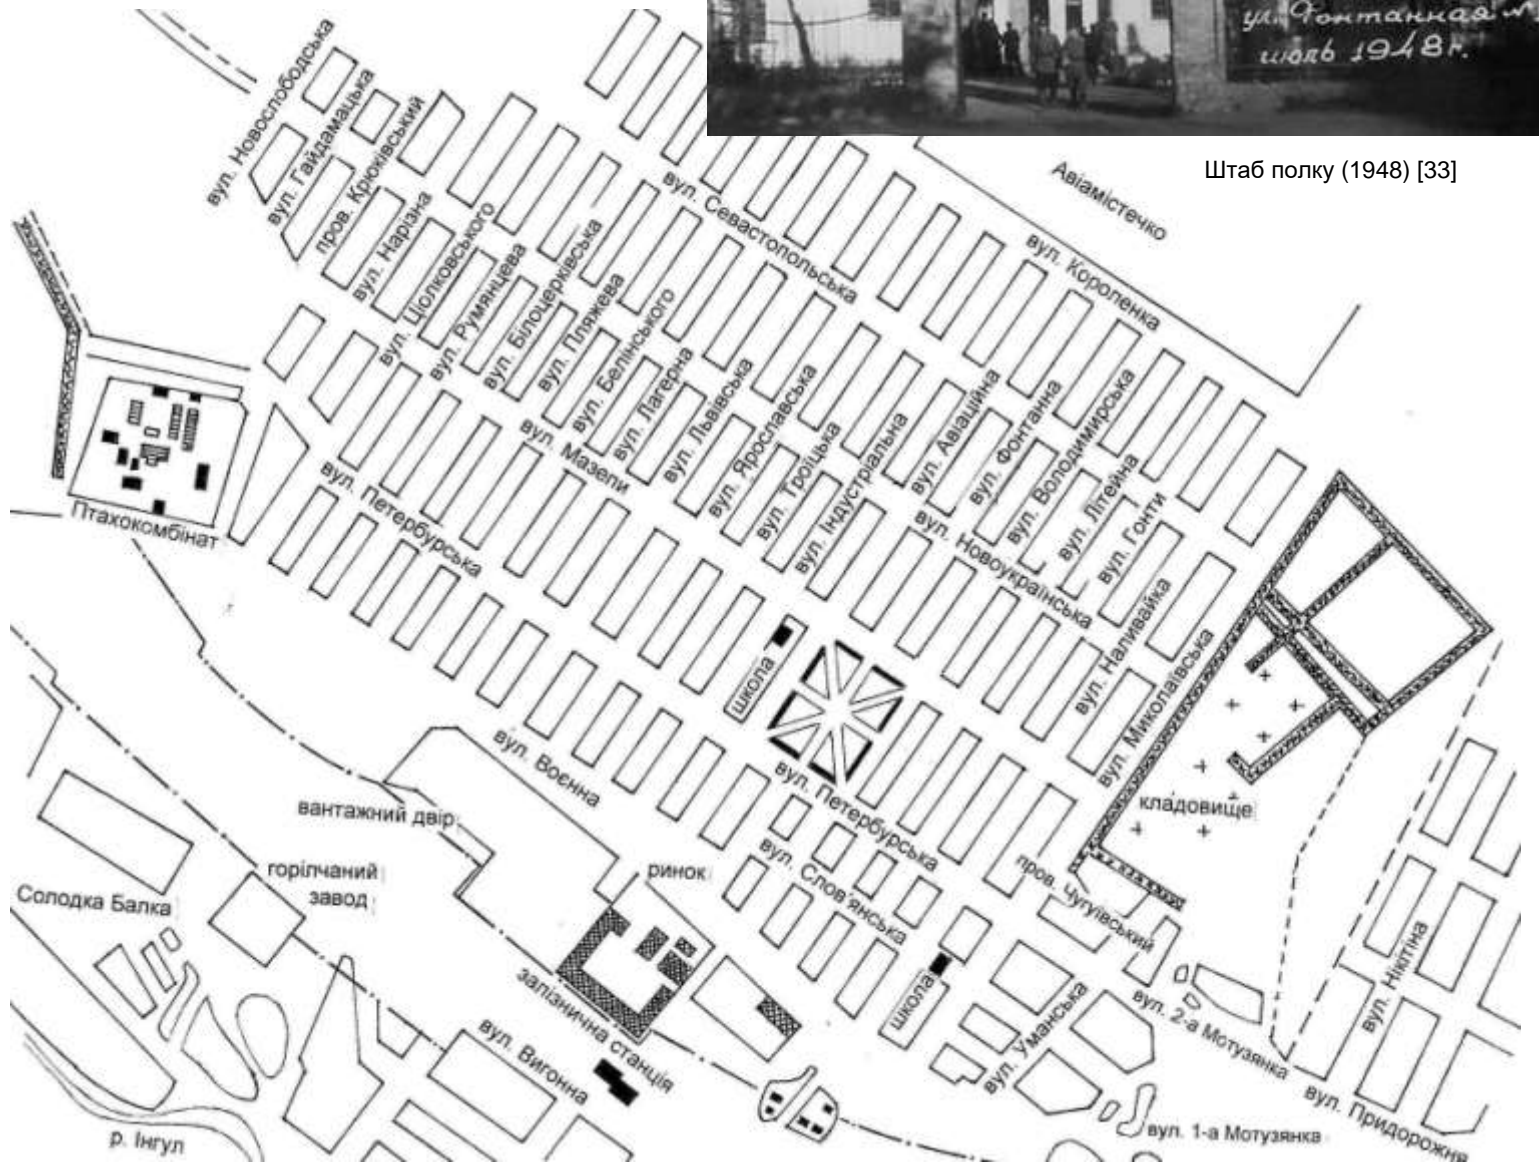 ул. Фонтанная №
июль 1948 г.
Штаб полку (1948) [33]
Авіамістечко
вул. Новослободська
вул. Гайдамацька
пров. Крюківський
вул. Нарізна
вул. Ціолковського
вул. Румянцева
вул. Білоцерківська
вул. Пляжева
вул. Белінського
вул. Лагерна
вул. Львівська
вул. Ярославська
вул. Троїцька
вул. Індустріальна
вул. Авіаційна
вул. Фонтанна
вул. Володимирська
вул. Літейна
вул. Гонти
вул. Наливайка
вул. Миколаївська
вул. Севастопольська
вул. Короленка
вул. Мазепи
вул. Новоукраїнська
вул. Петербурська
Птахокомбінат
школа
вул. Петербурська
вул. Воєнна
вантажний двір
горілчаний
завод
Солодка Балка
ринок
вул. Слов'янська
кладовище
пров. Чугуївський
школа
залізнична станція
вул. Вигонна
вул. Уманська
вул. 2-а Мотузянка
вул. Нікітіна
вул. Придорожня
вул. 1-а Мотузянка
р. Інгул